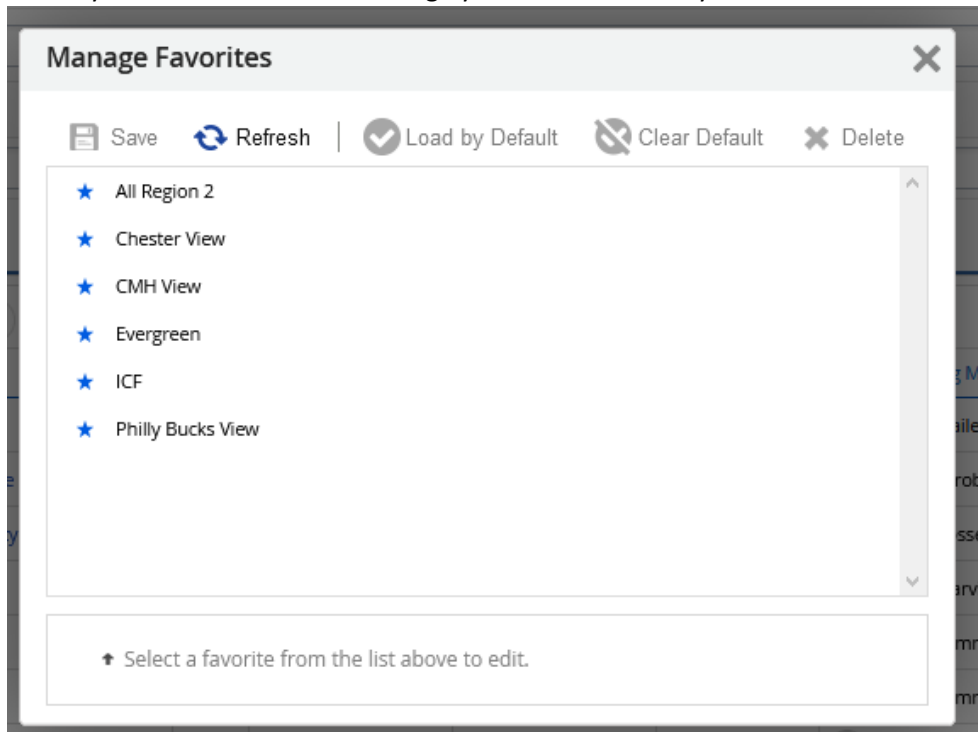 Manage Favorites
Save Refresh Load by Default Clear Default Delete
All Region 2
Chester View
CMH View
Evergreen
ICF
Philly Bucks View
Select a favorite from the list above to edit.